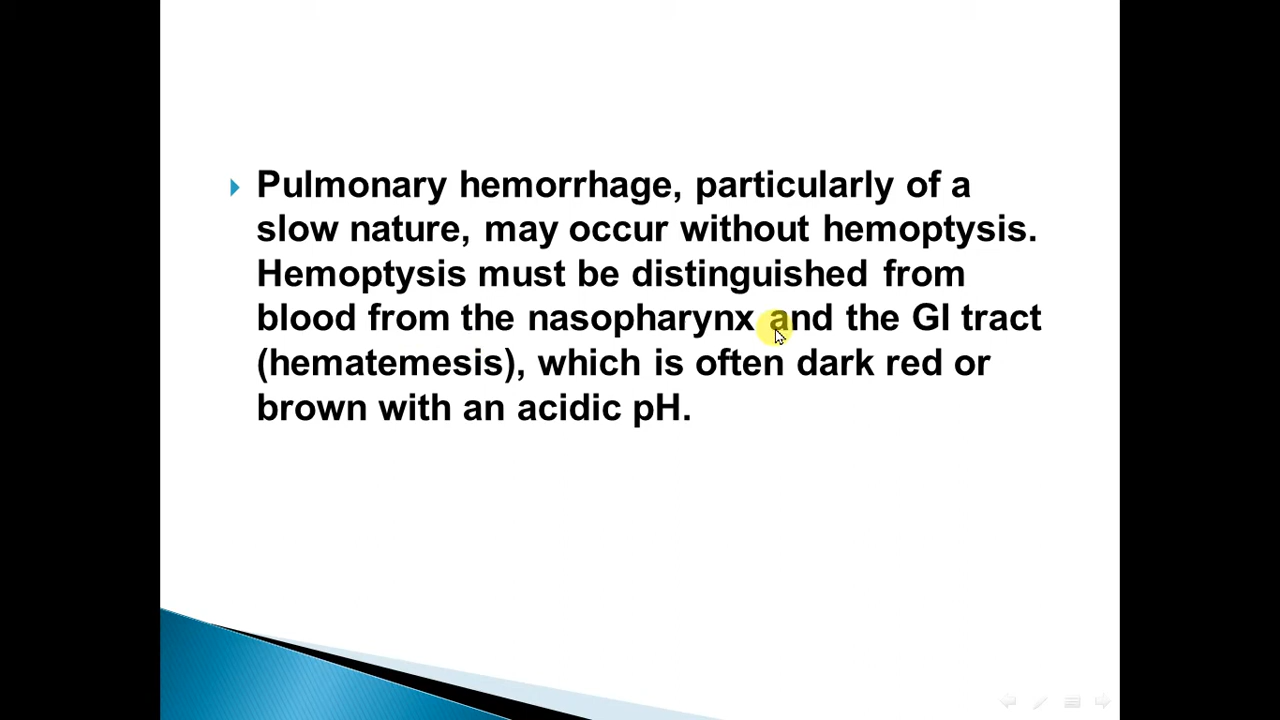 Pulmonary hemorrhage, particularly of a
slow nature, may occur without hemoptysis.
Hemoptysis must be distinguished from
blood from the nasopharynx and the GI tract
(hematemesis), which is often dark red or
brown with an acidic pH.